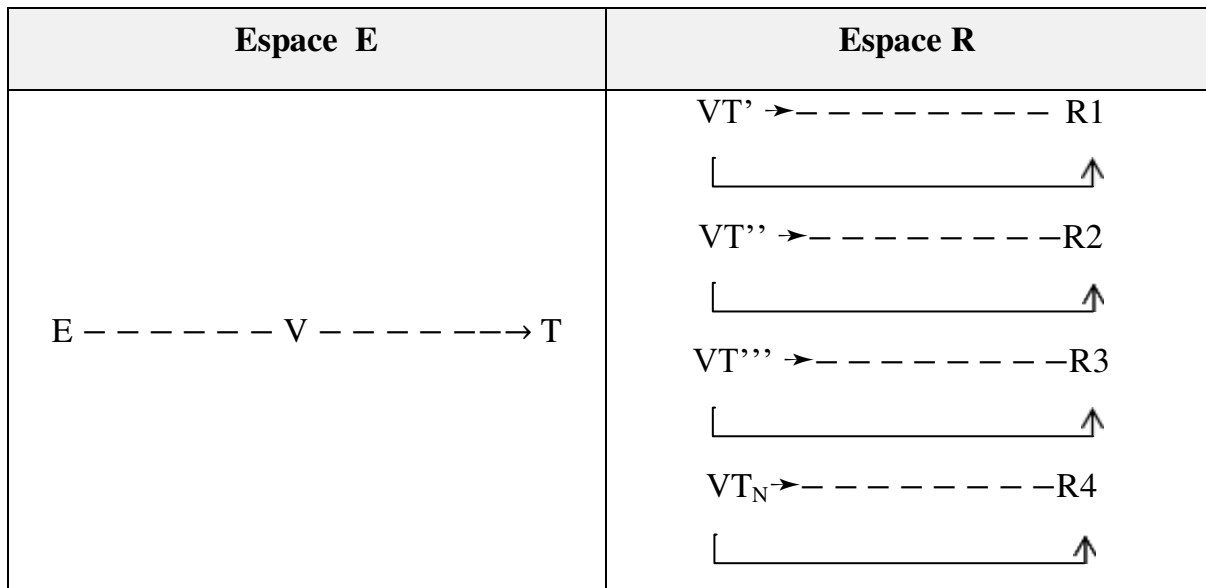 Espace E
Espace R
E – – – – – – V – – – – – – –→ T
VT’ ➛– – – – – – – – R1
VT’’ ➛– – – – – – – –R2
VT’’’ ➛– – – – – – – –R3
VTN➛– – – – – – – –R4